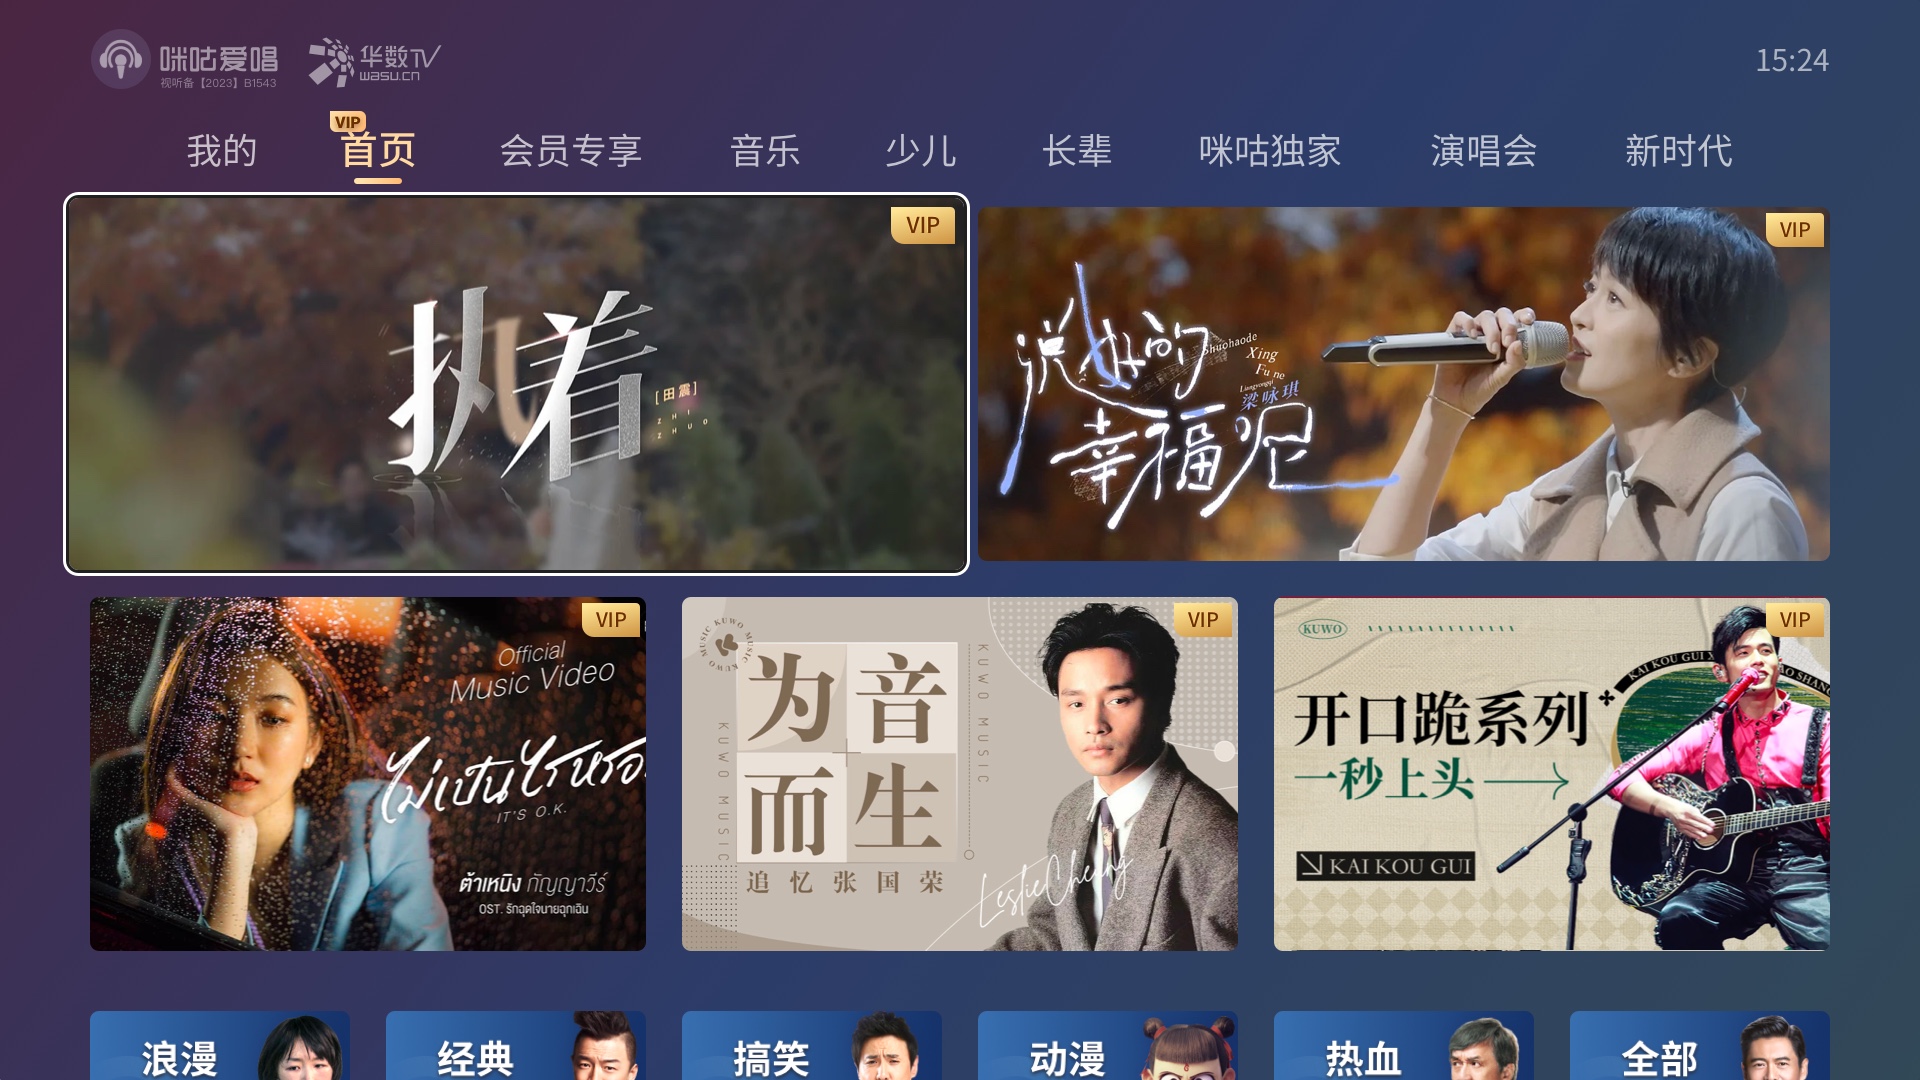 咪咕爱唱
视听备【2023】B1543
华数TV
wasu.cn
15:24
我的
VIP
首页
会员专享
音乐
少儿
长辈
咪咕独家
演唱会
新时代
VIP
执着
[田震]
ZHI
ZHUO
VIP
说好的
Shuohaode
Xing
Fu ne
Liangyongqi
梁咏琪
幸福呢
VIP
Official
Music Video
ไม่เป็นไรหรอ
IT'S O.K.
ต้าเหนิง กัญญาวีร์
OST. รักฉุดใจนายฉุกเฉิน
VIP
MUSIC KUWO MUSIC KUWO
为音
而生
KUWO MUSIC
KUWO MUSIC
追忆张国荣
LeslieCheung
VIP
KUWO
KAI KOU GUI X
AO SHANG
开口跪系列
一秒上头
KAI KOU GUI
浪漫
经典
搞笑
动漫
热血
全部